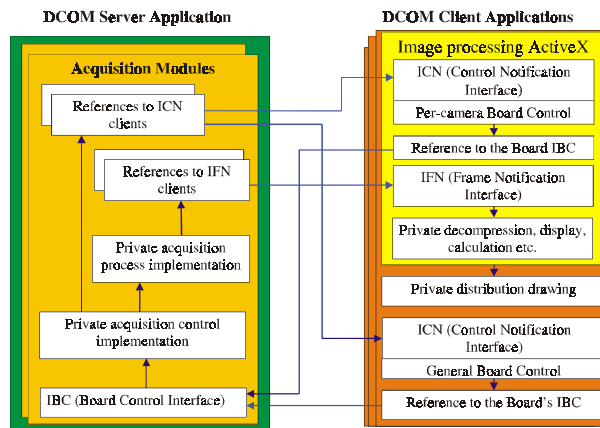 DCOM Server Application
Acquisition Modules
References to ICN
clients
References to IFN
clients
Private acquisition
process implementation
Private acquisition control
implementation
IBC (Board Control Interface)
DCOM Client Applications
Image processing ActiveX
ICN (Control Notification
Interface)
Per-camera Board Control
Reference to the Board IBC
IFN (Frame Notification
Interface)
Private decompression, display,
calculation etc.
Private distribution drawing
ICN (Control Notification
Interface)
General Board Control
Reference to the Board’s IBC